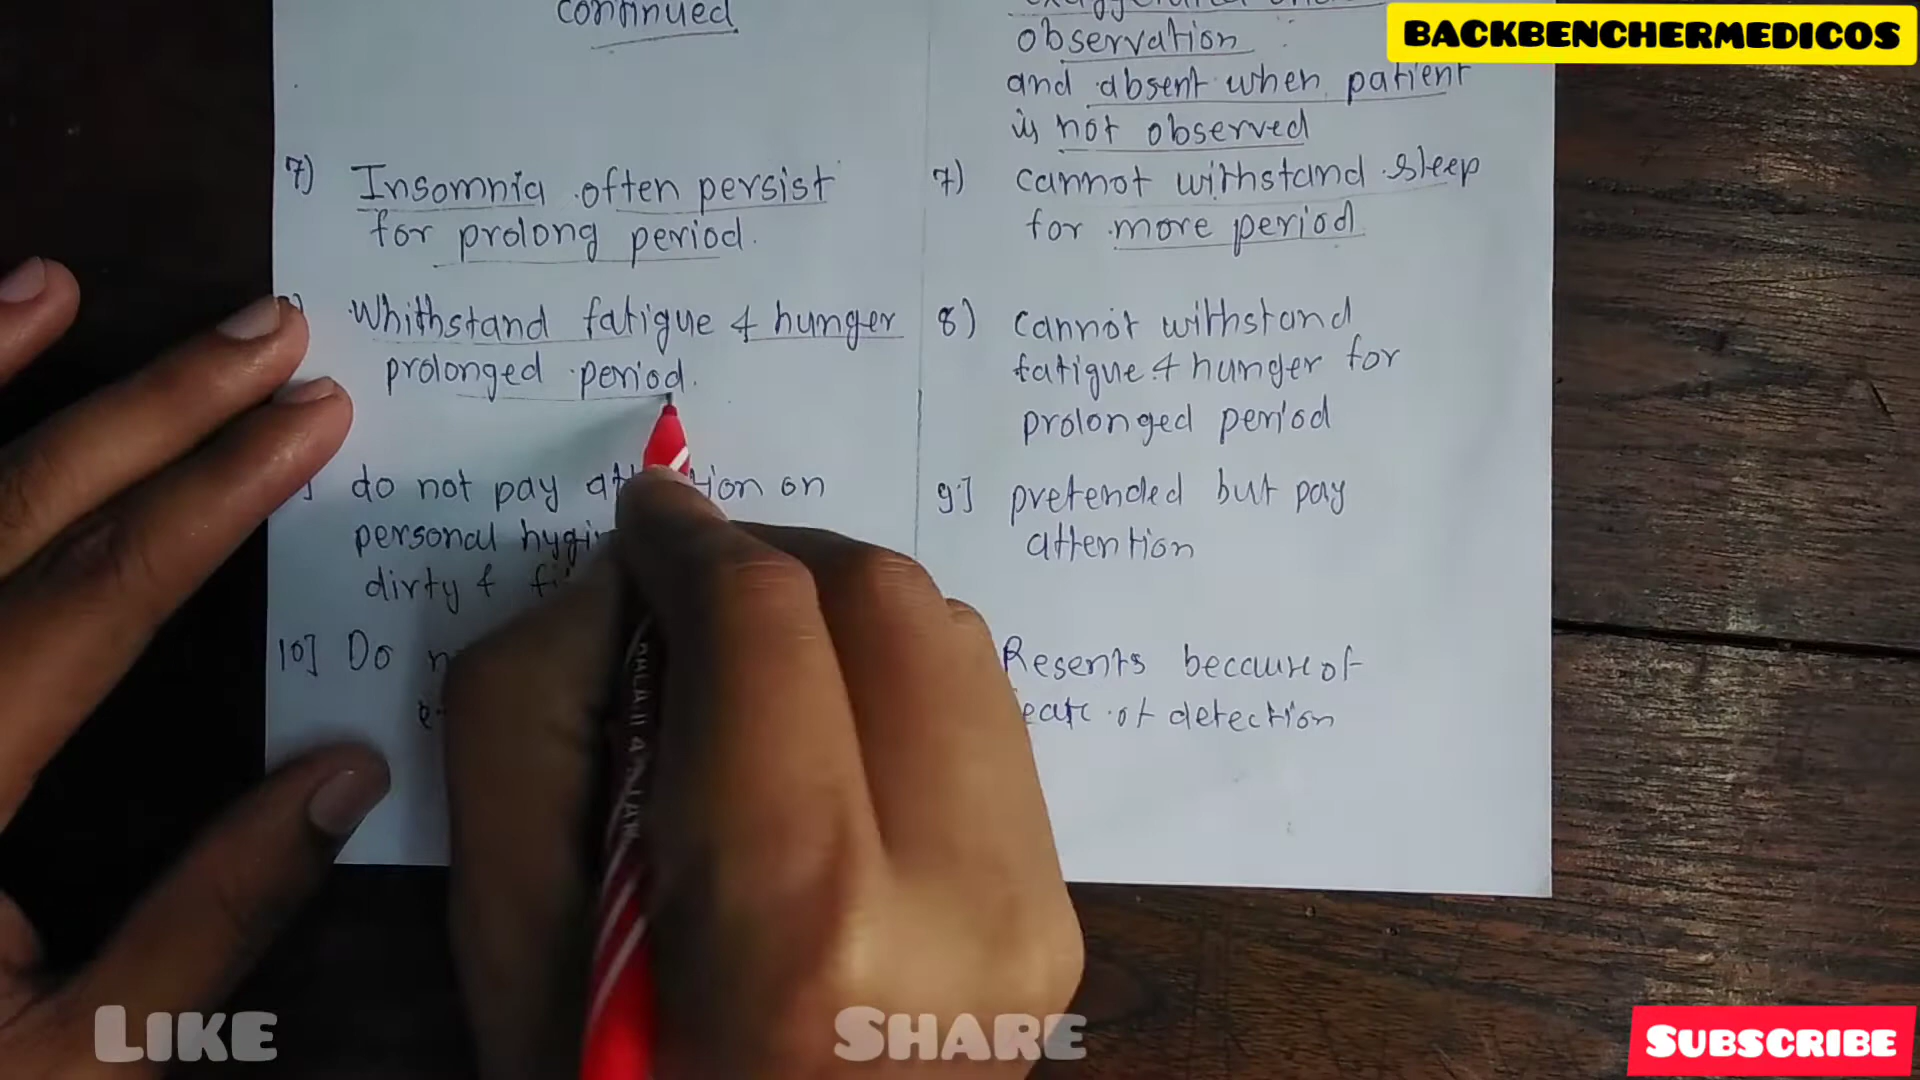 continued
observation
and absent when patient
is not observed
BACKBENCHERMEDICOS
7) Insomnia often persist
for prolong period.
7) cannot withstand sleep
for more period
Whithstand fatigue & hunger
prolonged period.
8) cannot withstand
fatigue & hunger for
prolonged period
do not pay on
personal
dirty &
9] pretended but pay
attention
10] Do
Resents because of
of detection
LIKE
SHARE
SUBSCRIBE